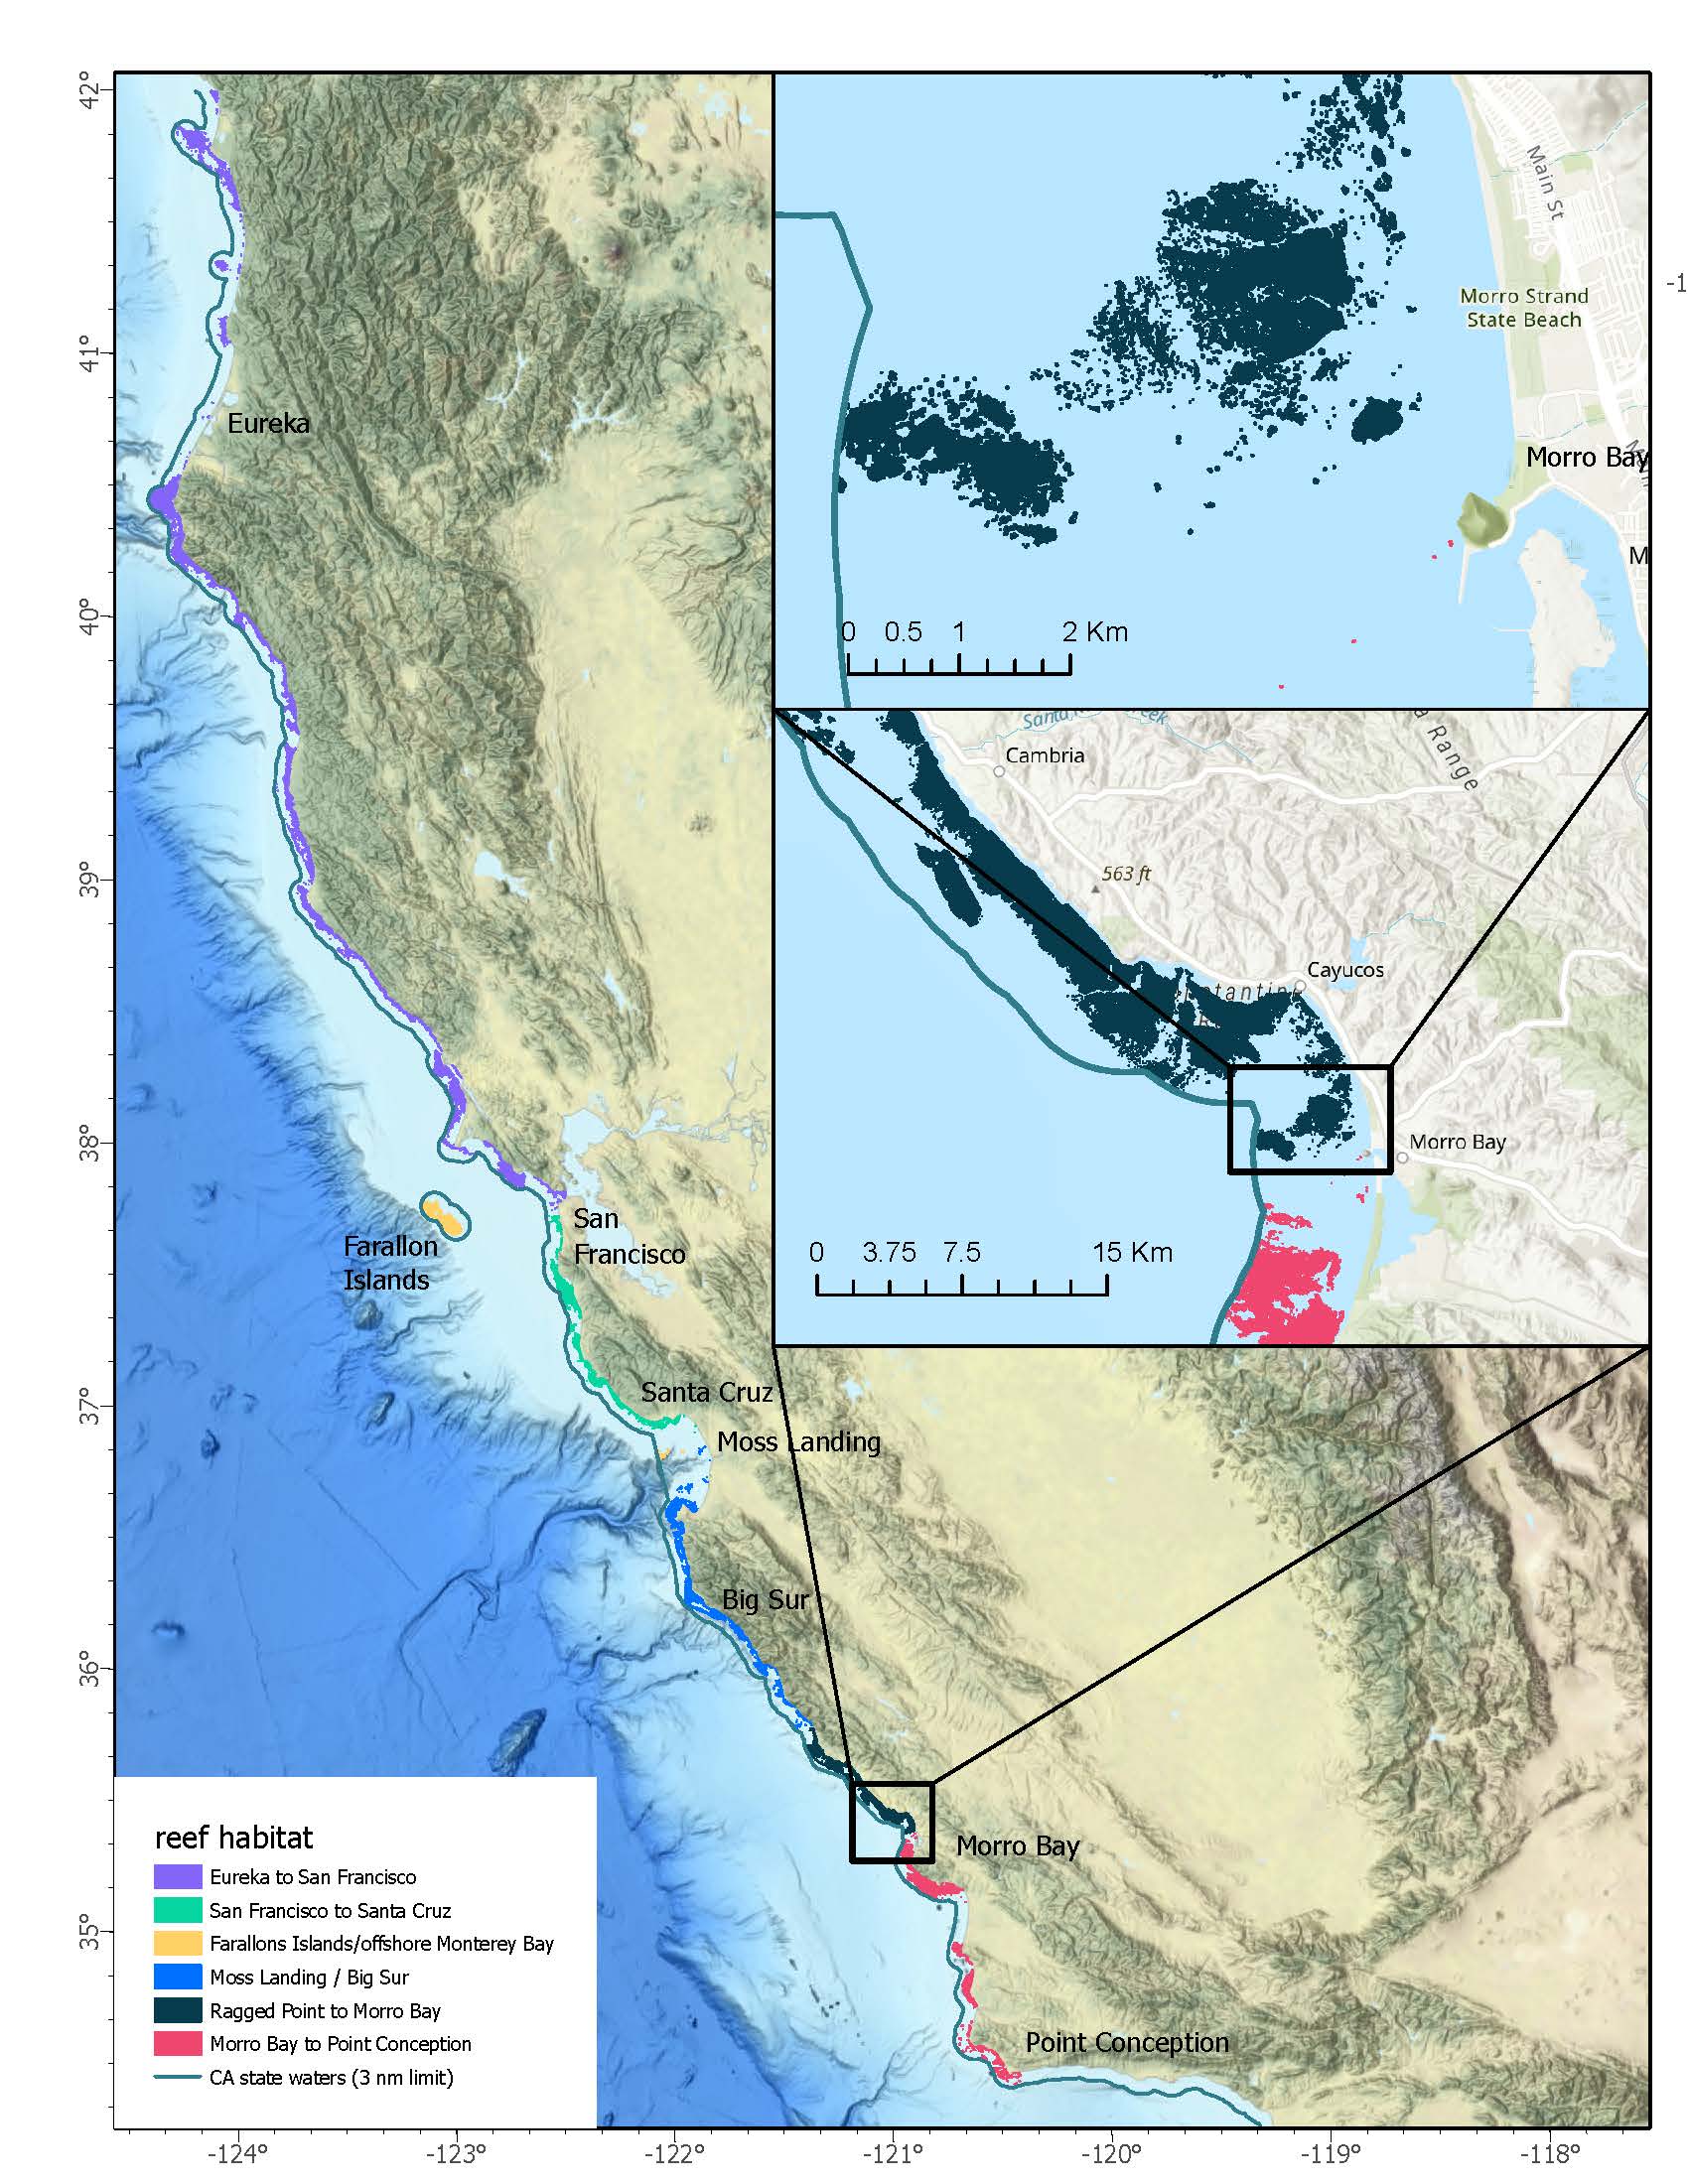 42°
41°
40°
39°
38°
37°
36°
35°
-124°
-123°
-122°
-121°
-120°
-119°
-118°
-1
Eureka
San
Francisco
Farallon
Islands
Santa Cruz
Moss Landing
Big Sur
Morro Bay
Point Conception
Main St
Morro Strand
State Beach
Morro Bay
M
0 0.5 1 2 Km
Cambria
Range
563 ft
Cayucos
Morro Bay
0 3.75 7.5 15 Km
reef habitat
Eureka to San Francisco
San Francisco to Santa Cruz
Farallons Islands/offshore Monterey Bay
Moss Landing / Big Sur
Ragged Point to Morro Bay
Morro Bay to Point Conception
CA state waters (3 nm limit)